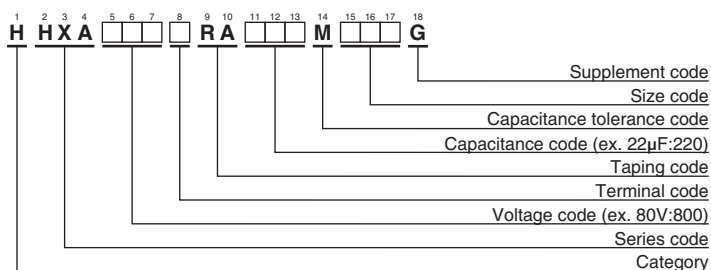 1 2 3 4 5 6 7 8 9 10 11 12 13 14 15 16 17 18
H HXA RA M G
Supplement code
Size code
Capacitance tolerance code
Capacitance code (ex. 22µF:220)
Taping code
Terminal code
Voltage code (ex. 80V:800)
Series code
Category